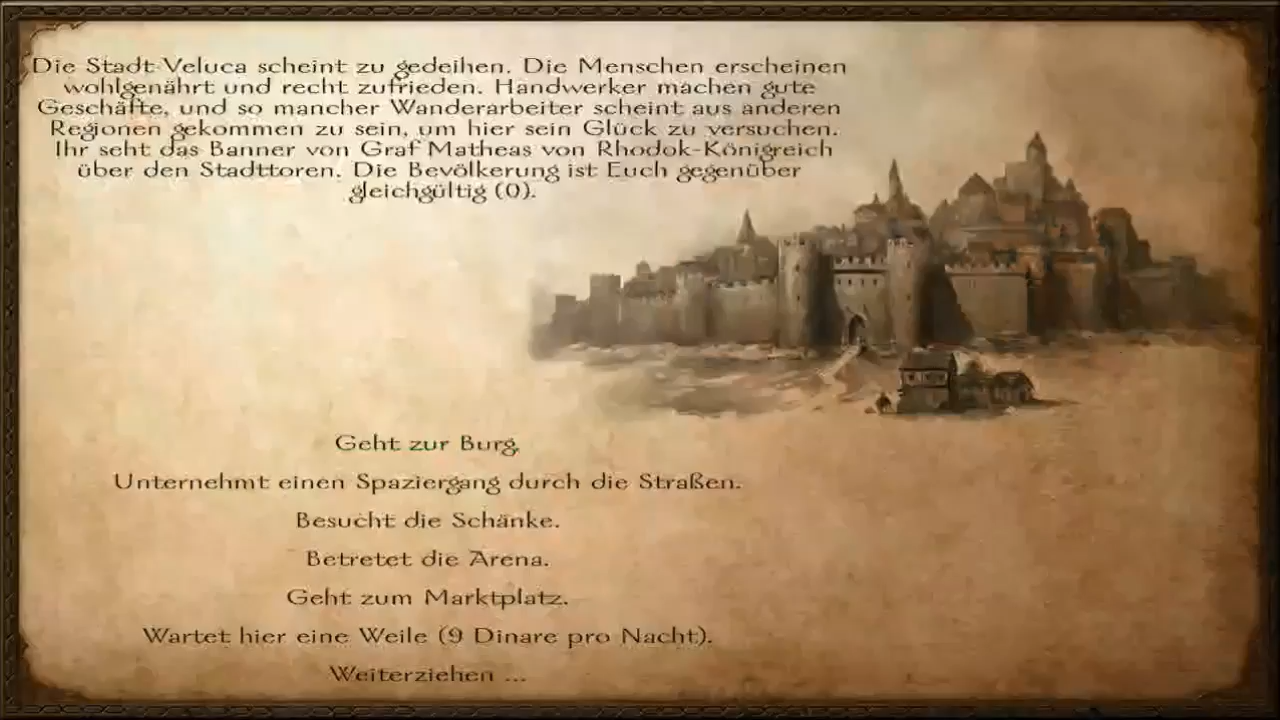 Die Stadt Veluca scheint zu gedeihen. Die Menschen erscheinen
wohlgenährt und recht zufrieden. Handwerker machen gute
Geschäfte, und so mancher Wanderarbeiter scheint aus anderen
Regionen gekommen zu sein, um hier sein Glück zu versuchen.
Ihr seht das Banner von Graf Matheas von Rhodok-Königreich
über den Stadttoren. Die Bevölkerung ist Euch gegenüber
gleichgültig (0).
Geht zur Burg.
Unternehmt einen Spaziergang durch die Straßen.
Besucht die Schänke.
Betretet die Arena.
Geht zum Marktplatz.
Wartet hier eine Weile (9 Dinare pro Nacht).
Weiterziehen ...